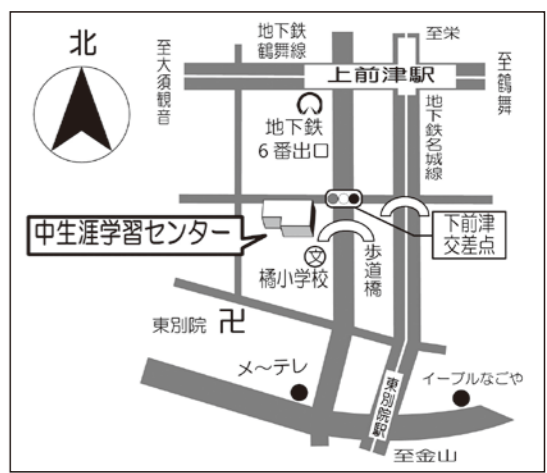 北
至大須観音
地下鉄
鶴舞線
至栄
上前津駅
至鶴舞
地下鉄
6番出口
地下鉄名城線
中生涯学習センター
下前津
交差点
文
橘小学校
歩道橋
東別院
卍
メ〜テレ
東別院駅
イーブルなごや
至金山